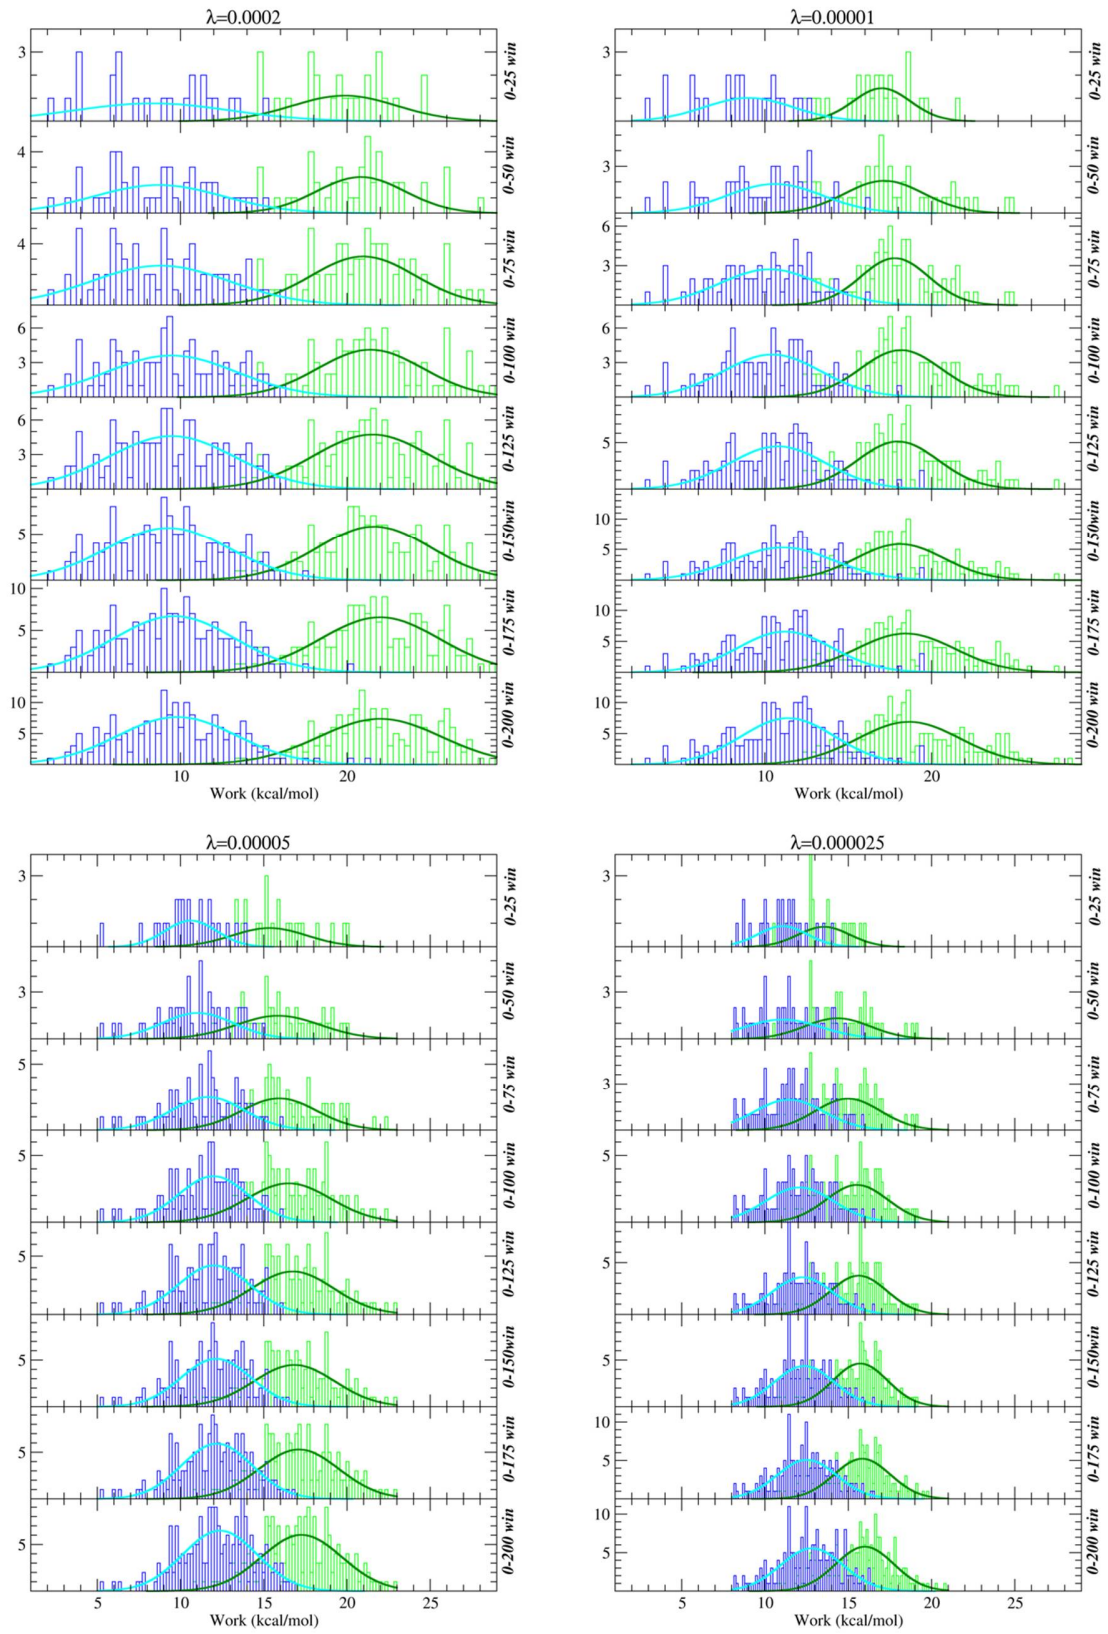 λ=0.0002
3
0-25 win
4
0-50 win
4
0-75 win
6
3
0-100 win
6
3
0-125 win
5
0-150win
10
5
0-175 win
10
5
0-200 win
10 20
Work (kcal/mol)
λ=0.00001
3
0-25 win
3
0-50 win
6
3
0-75 win
6
3
0-100 win
5
0-125 win
10
5
0-150win
10
5
0-175 win
10
5
0-200 win
10 20
Work (kcal/mol)
λ=0.00005
3
0-25 win
3
0-50 win
5
0-75 win
5
0-100 win
5
0-125 win
5
0-150win
5
0-175 win
5
0-200 win
5 10 15 20 25
Work (kcal/mol)
λ=0.000025
3
0-25 win
3
0-50 win
3
0-75 win
5
0-100 win
5
0-125 win
5
0-150win
10
5
0-175 win
10
5
0-200 win
5 10 15 20 25
Work (kcal/mol)